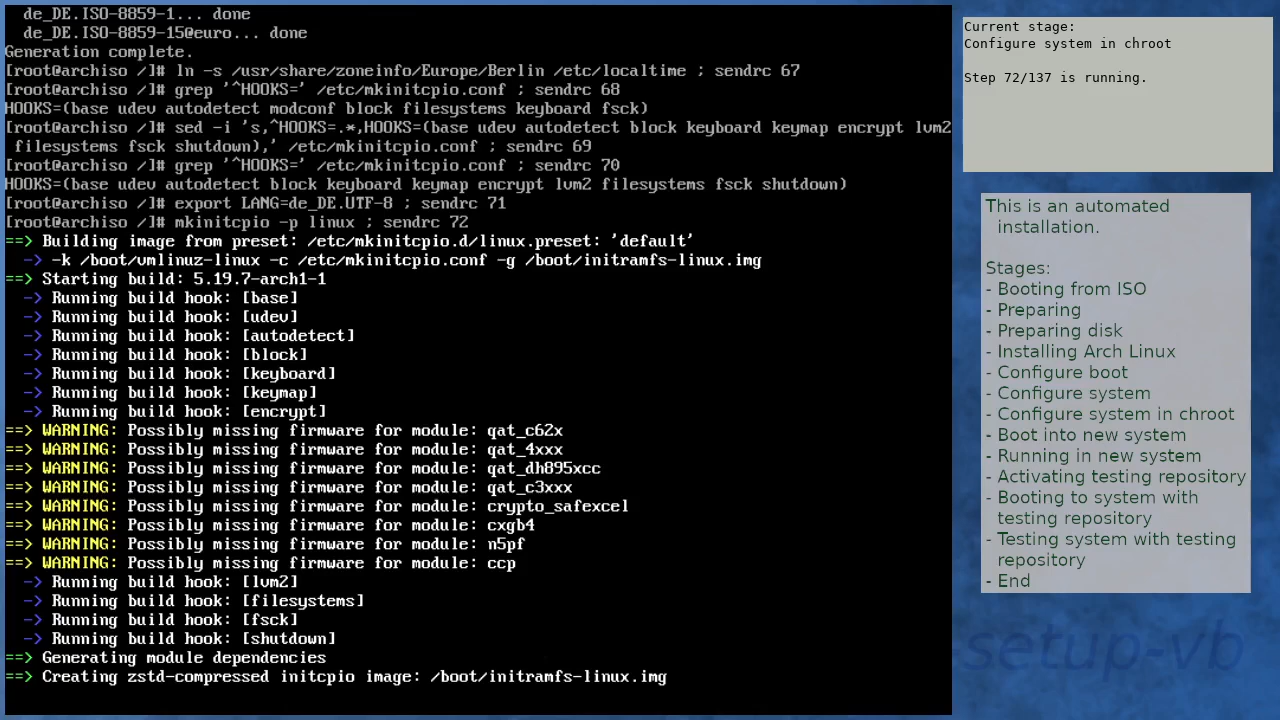 de_DE.ISO-8859-1... done
de_DE.ISO-8859-15@euro... done
Generation complete.
[root@archiso /]# ln -s /usr/share/zoneinfo/Europe/Berlin /etc/localtime ; sendrc 67
[root@archiso /]# grep '^HOOKS=' /etc/mkinitcpio.conf ; sendrc 68
HOOKS=(base udev autodetect modconf block filesystems keyboard fsck)
[root@archiso /]# sed -i 's,^HOOKS=.*,HOOKS=(base udev autodetect block keyboard keymap encrypt lvm2
 filesystems fsck shutdown),' /etc/mkinitcpio.conf ; sendrc 69
[root@archiso /]# grep '^HOOKS=' /etc/mkinitcpio.conf ; sendrc 70
HOOKS=(base udev autodetect block keyboard keymap encrypt lvm2 filesystems fsck shutdown)
[root@archiso /]# export LANG=de_DE.UTF-8 ; sendrc 71
[root@archiso /]# mkinitcpio -p linux ; sendrc 72
==> Building image from preset: /etc/mkinitcpio.d/linux.preset: 'default'
  -> -k /boot/vmlinuz-linux -c /etc/mkinitcpio.conf -g /boot/initramfs-linux.img
==> Starting build: 5.19.7-arch1-1
  -> Running build hook: [base]
  -> Running build hook: [udev]
  -> Running build hook: [autodetect]
  -> Running build hook: [block]
  -> Running build hook: [keyboard]
  -> Running build hook: [keymap]
  -> Running build hook: [encrypt]
==> WARNING: Possibly missing firmware for module: qat_c62x
==> WARNING: Possibly missing firmware for module: qat_4xxx
==> WARNING: Possibly missing firmware for module: qat_dh895xcc
==> WARNING: Possibly missing firmware for module: qat_c3xxx
==> WARNING: Possibly missing firmware for module: crypto_safexcel
==> WARNING: Possibly missing firmware for module: cxgb4
==> WARNING: Possibly missing firmware for module: n5pf
==> WARNING: Possibly missing firmware for module: ccp
  -> Running build hook: [lvm2]
  -> Running build hook: [filesystems]
  -> Running build hook: [fsck]
  -> Running build hook: [shutdown]
==> Generating module dependencies
==> Creating zstd-compressed initcpio image: /boot/initramfs-linux.img
Current stage:
Configure system in chroot
Step 72/137 is running.
This is an automated
installation.
Stages:
- Booting from ISO
- Preparing
- Preparing disk
- Installing Arch Linux
- Configure boot
- Configure system
- Configure system in chroot
- Boot into new system
- Running in new system
- Activating testing repository
- Booting to system with
testing repository
- Testing system with testing
repository
- End
setup-vb